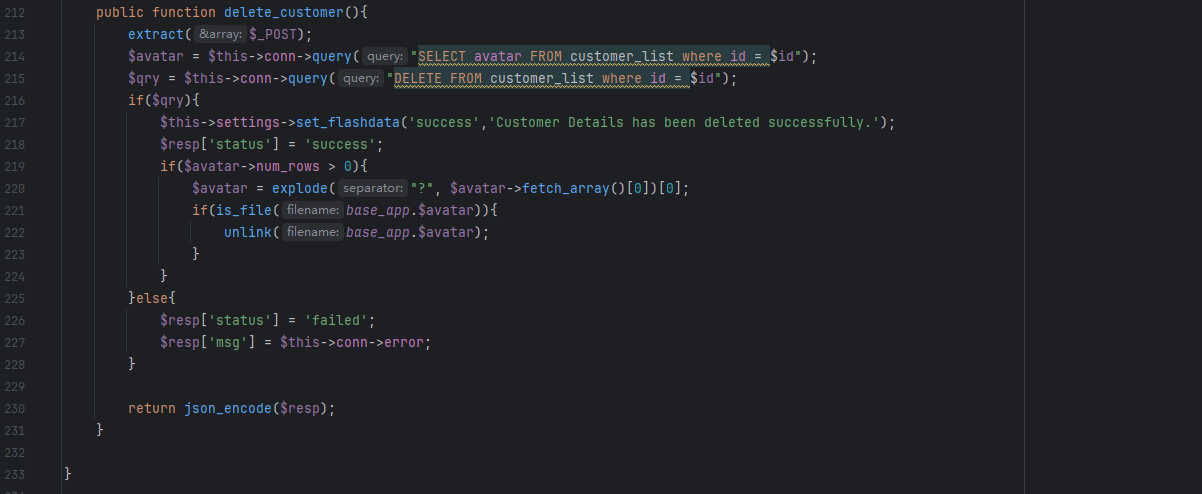 212 public function delete_customer(){
213 extract( &array: $_POST);
214 $avatar = $this->conn->query( query: "SELECT avatar FROM customer_list where id = $id");
215 $qry = $this->conn->query( query: "DELETE FROM customer_list where id = $id");
216 if($qry){
217 $this->settings->set_flashdata('success','Customer Details has been deleted successfully.');
218 $resp['status'] = 'success';
219 if($avatar->num_rows > 0){
220 $avatar = explode( separator: "?", $avatar->fetch_array()[0])[0];
221 if(is_file( filename: base_app.$avatar)){
222 unlink( filename: base_app.$avatar);
223 }
224 }
225 }else{
226 $resp['status'] = 'failed';
227 $resp['msg'] = $this->conn->error;
228 }
229
230 return json_encode($resp);
231 }
232
233 }